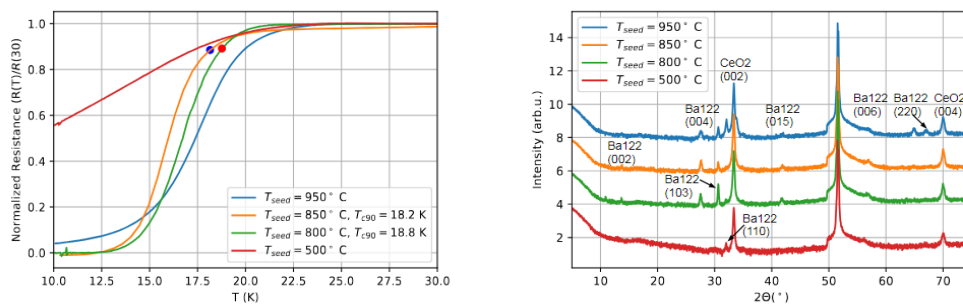 Normalized Resistance (R(T)/R(30)
1.0
0.8
0.6
0.4
0.2
0.0
10.0 12.5 15.0 17.5 20.0 22.5 25.0 27.5 30.0
T (K)
T_seed = 950° C
T_seed = 850° C, T_c90 = 18.2 K
T_seed = 800° C, T_c90 = 18.8 K
T_seed = 500° C
Intensity (arb.u.)
14
12
10
8
6
4
2
10 20 30 40 50 60 70
2Θ(°)
T_seed = 950° C
T_seed = 850° C
T_seed = 800° C
T_seed = 500° C
CeO2
(002)
Ba122
(004)
Ba122
(015)
Ba122
(006)
Ba122
(220)
CeO2
(004)
Ba122
(002)
Ba122
(103)
Ba122
(110)